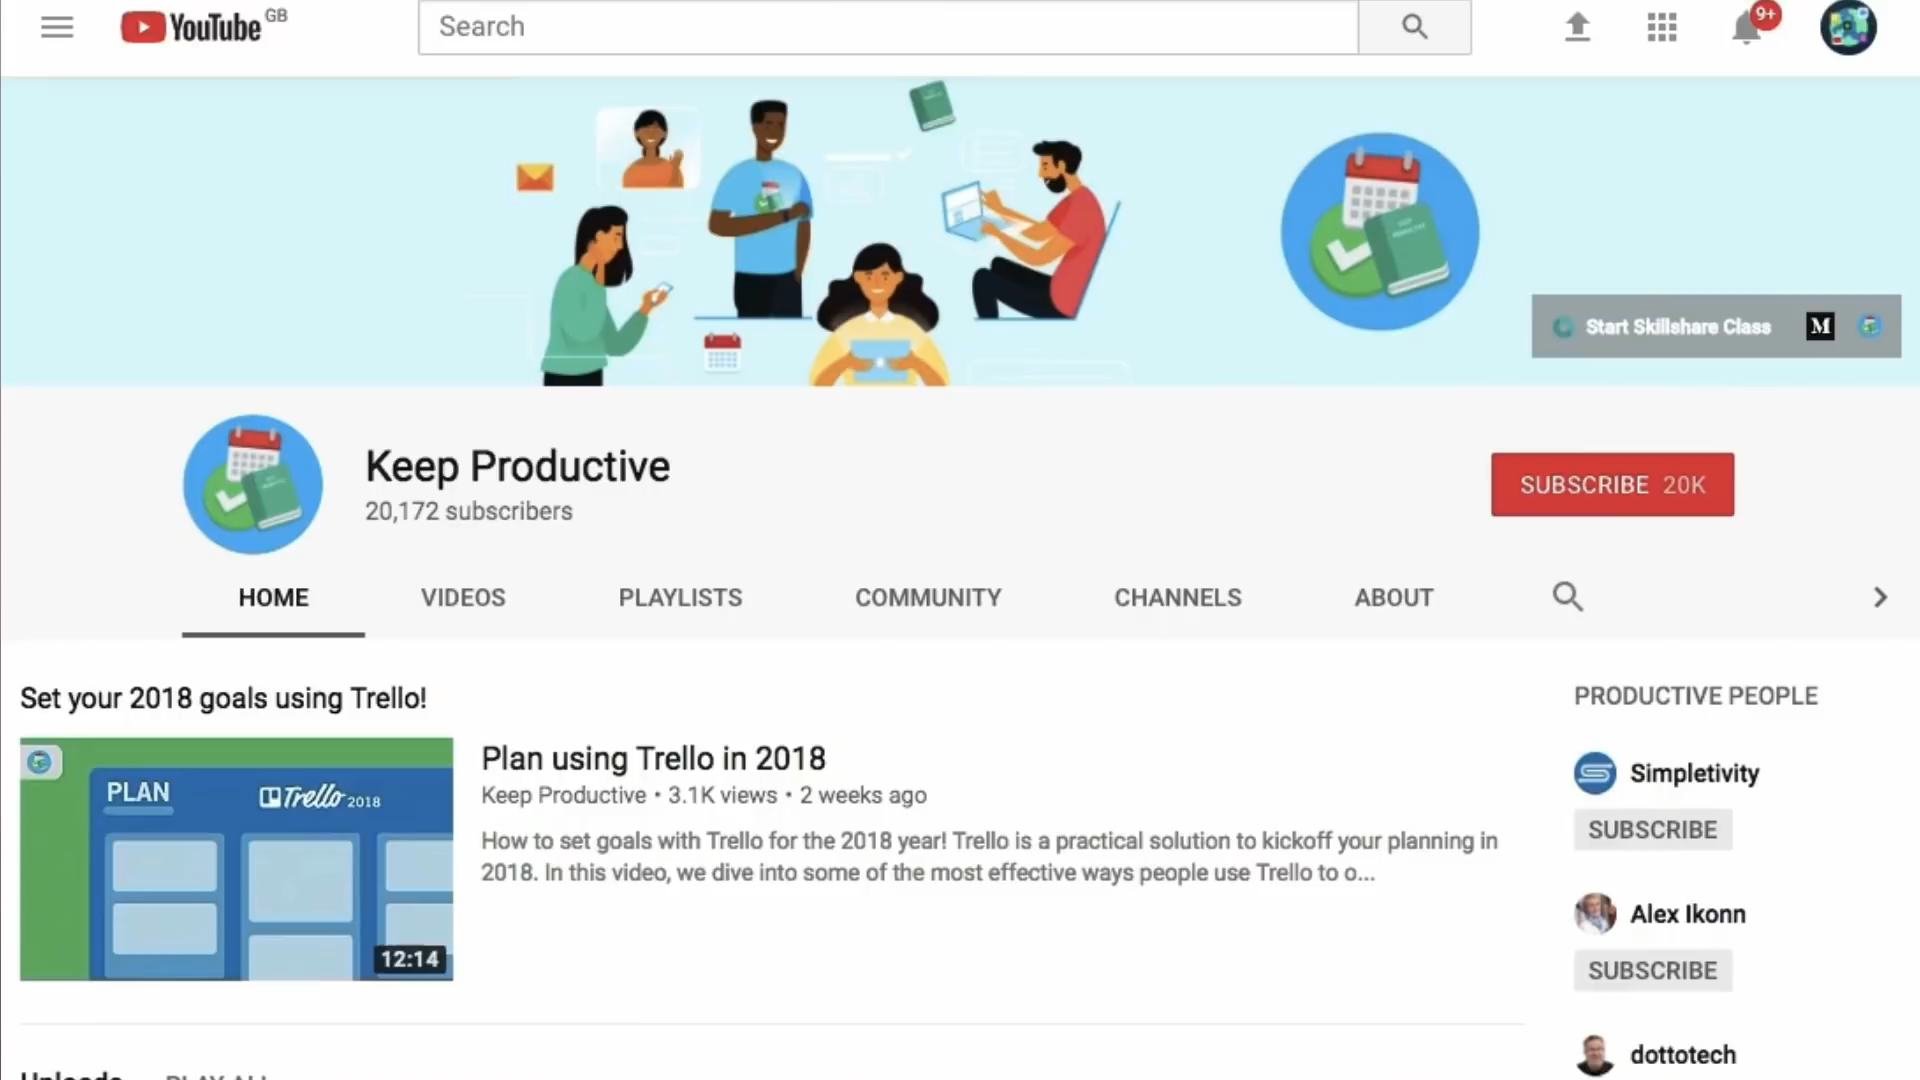 YouTube GB
Search
9+
M
Start Skillshare Class
Keep Productive
20,172 subscribers
SUBSCRIBE 20K
HOME
VIDEOS
PLAYLISTS
COMMUNITY
CHANNELS
ABOUT
Set your 2018 goals using Trello!
PLAN
Trello 2018
12:14
Plan using Trello in 2018
Keep Productive • 3.1K views • 2 weeks ago
How to set goals with Trello for the 2018 year! Trello is a practical solution to kickoff your planning in
2018. In this video, we dive into some of the most effective ways people use Trello to o...
PRODUCTIVE PEOPLE
Simpletivity
SUBSCRIBE
Alex Ikonn
SUBSCRIBE
dottotech
Uploads
PLAY ALL